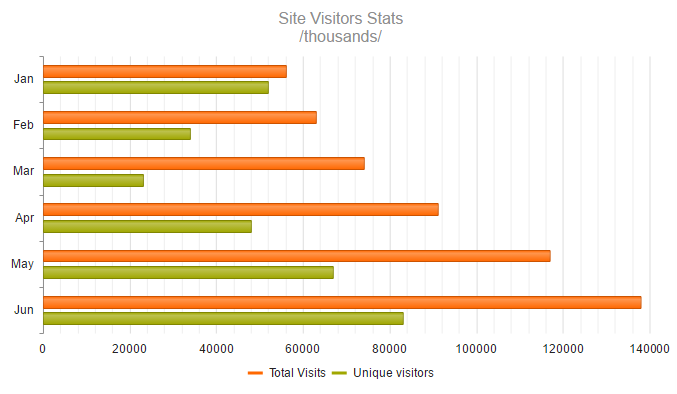 Site Visitors Stats
/thousands/
Jan
Feb
Mar
Apr
May
Jun
0 20000 40000 60000 80000 100000 120000 140000
Total Visits Unique visitors